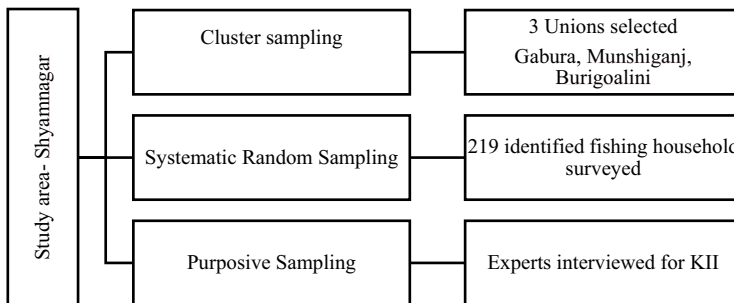 Study area- Shyamnagar
Cluster sampling
3 Unions selected
Gabura, Munshiganj,
Burigoalini
Systematic Random Sampling
219 identified fishing household
surveyed
Purposive Sampling
Experts interviewed for KII